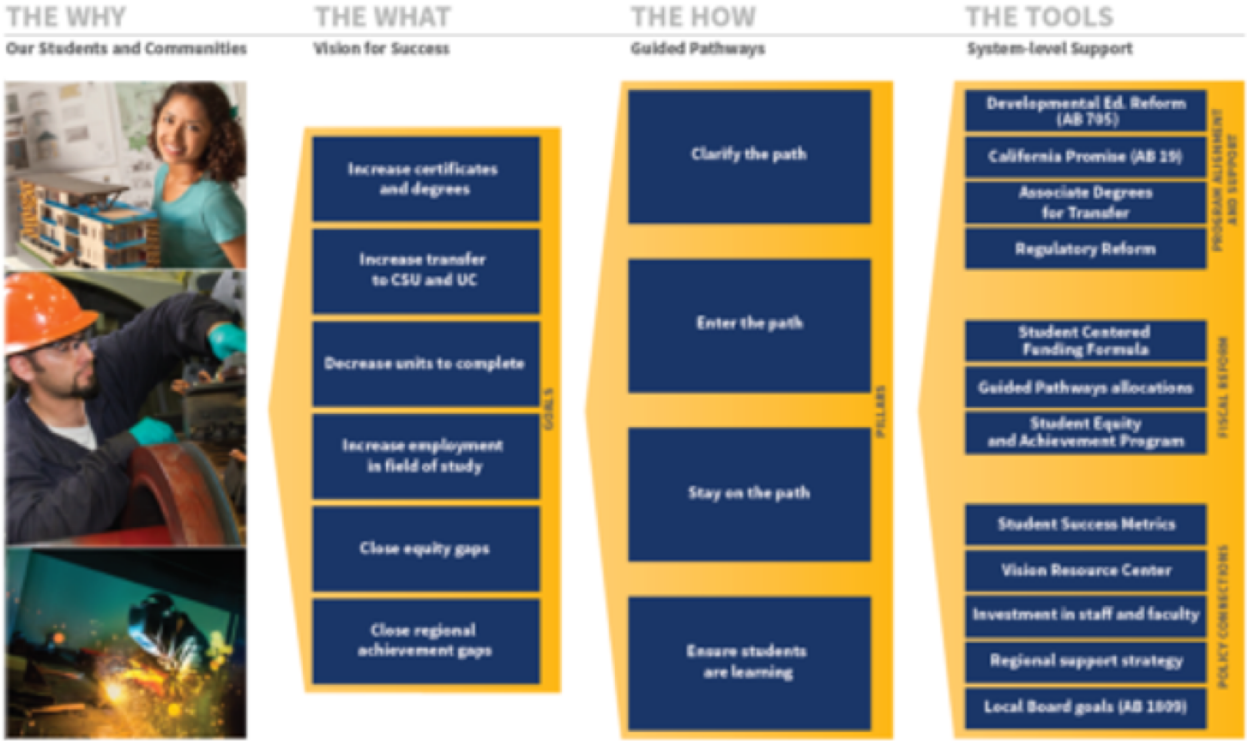 THE WHY
Our Students and Communities
THE WHAT
Vision for Success
Increase certificates
and degrees
Increase transfer
to CSU and UC
Decrease units to complete
Increase employment
in field of study
Close equity gaps
Close regional
achievement gaps
GOALS
THE HOW
Guided Pathways
Clarify the path
Enter the path
Stay on the path
Ensure students
are learning
PILLARS
THE TOOLS
System-level Support
Developmental Ed. Reform
(AB 705)
California Promise (AB 19)
Associate Degrees
for Transfer
Regulatory Reform
PROGRAM ALIGNMENT
AND SUPPORT
Student Centered
Funding Formula
Guided Pathways allocations
Student Equity
and Achievement Program
FISCAL REFORM
Student Success Metrics
Vision Resource Center
Investment in staff and faculty
Regional support strategy
Local Board goals (AB 1809)
POLICY CONNECTIONS